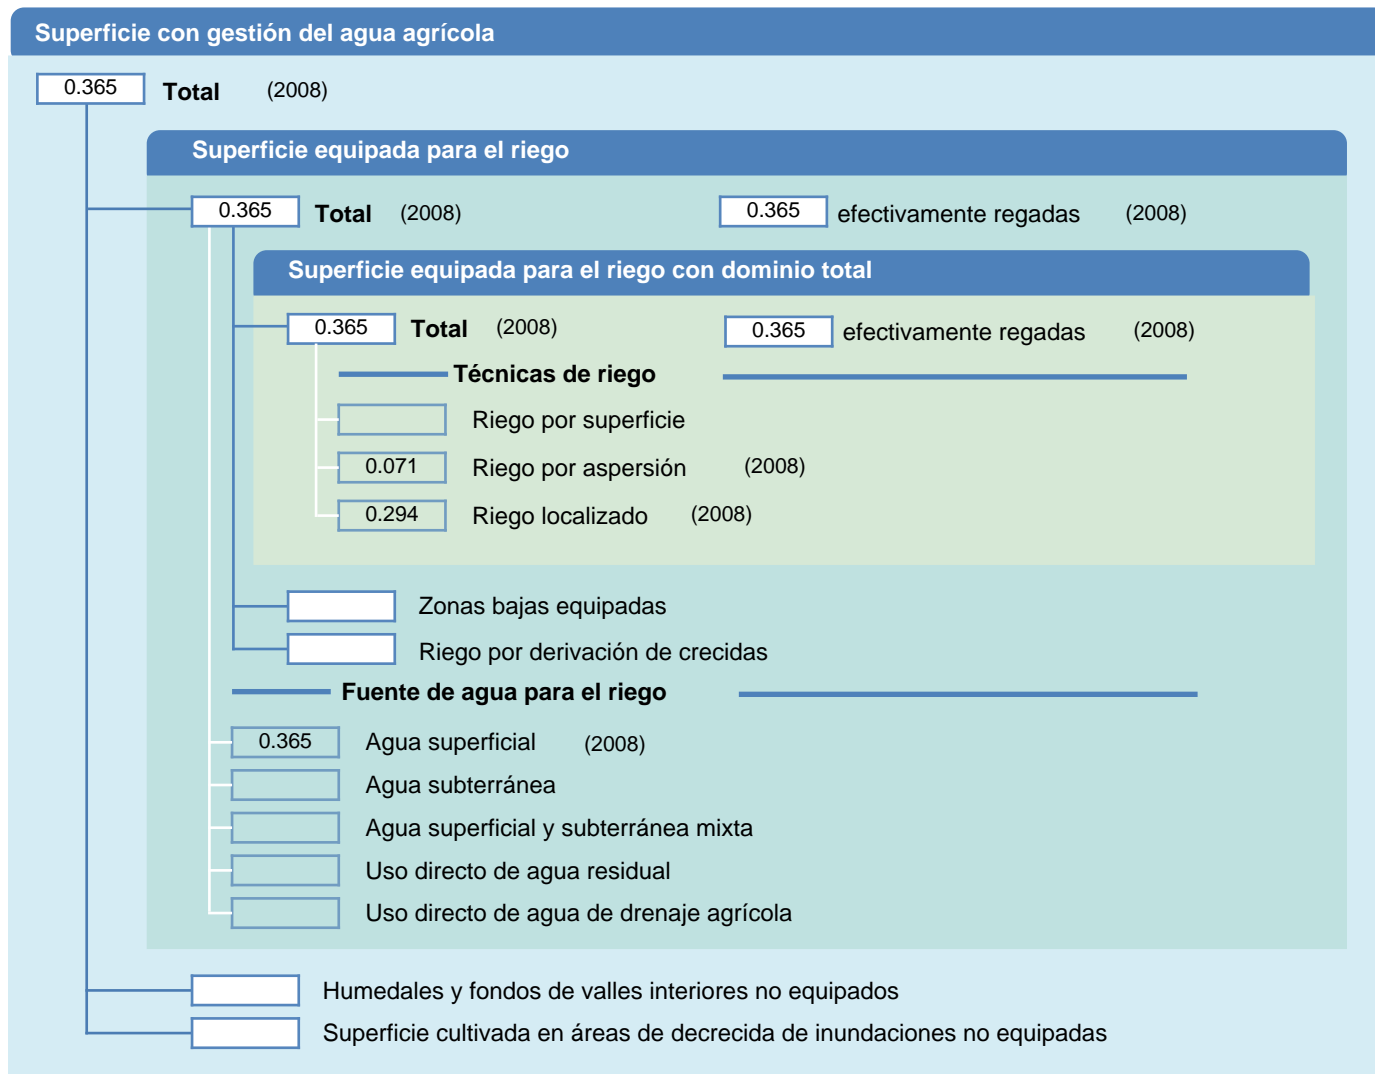 Superficie con gestión del agua agrícola
0.365 Total (2008)
Superficie equipada para el riego
0.365 Total (2008) 0.365 efectivamente regadas (2008)
Superficie equipada para el riego con dominio total
0.365 Total (2008) 0.365 efectivamente regadas (2008)
Técnicas de riego
Riego por superficie
0.071 Riego por aspersión (2008)
0.294 Riego localizado (2008)
Zonas bajas equipadas
Riego por derivación de crecidas
Fuente de agua para el riego
0.365 Agua superficial (2008)
Agua subterránea
Agua superficial y subterránea mixta
Uso directo de agua residual
Uso directo de agua de drenaje agrícola
Humedales y fondos de valles interiores no equipados
Superficie cultivada en áreas de decrecida de inundaciones no equipadas